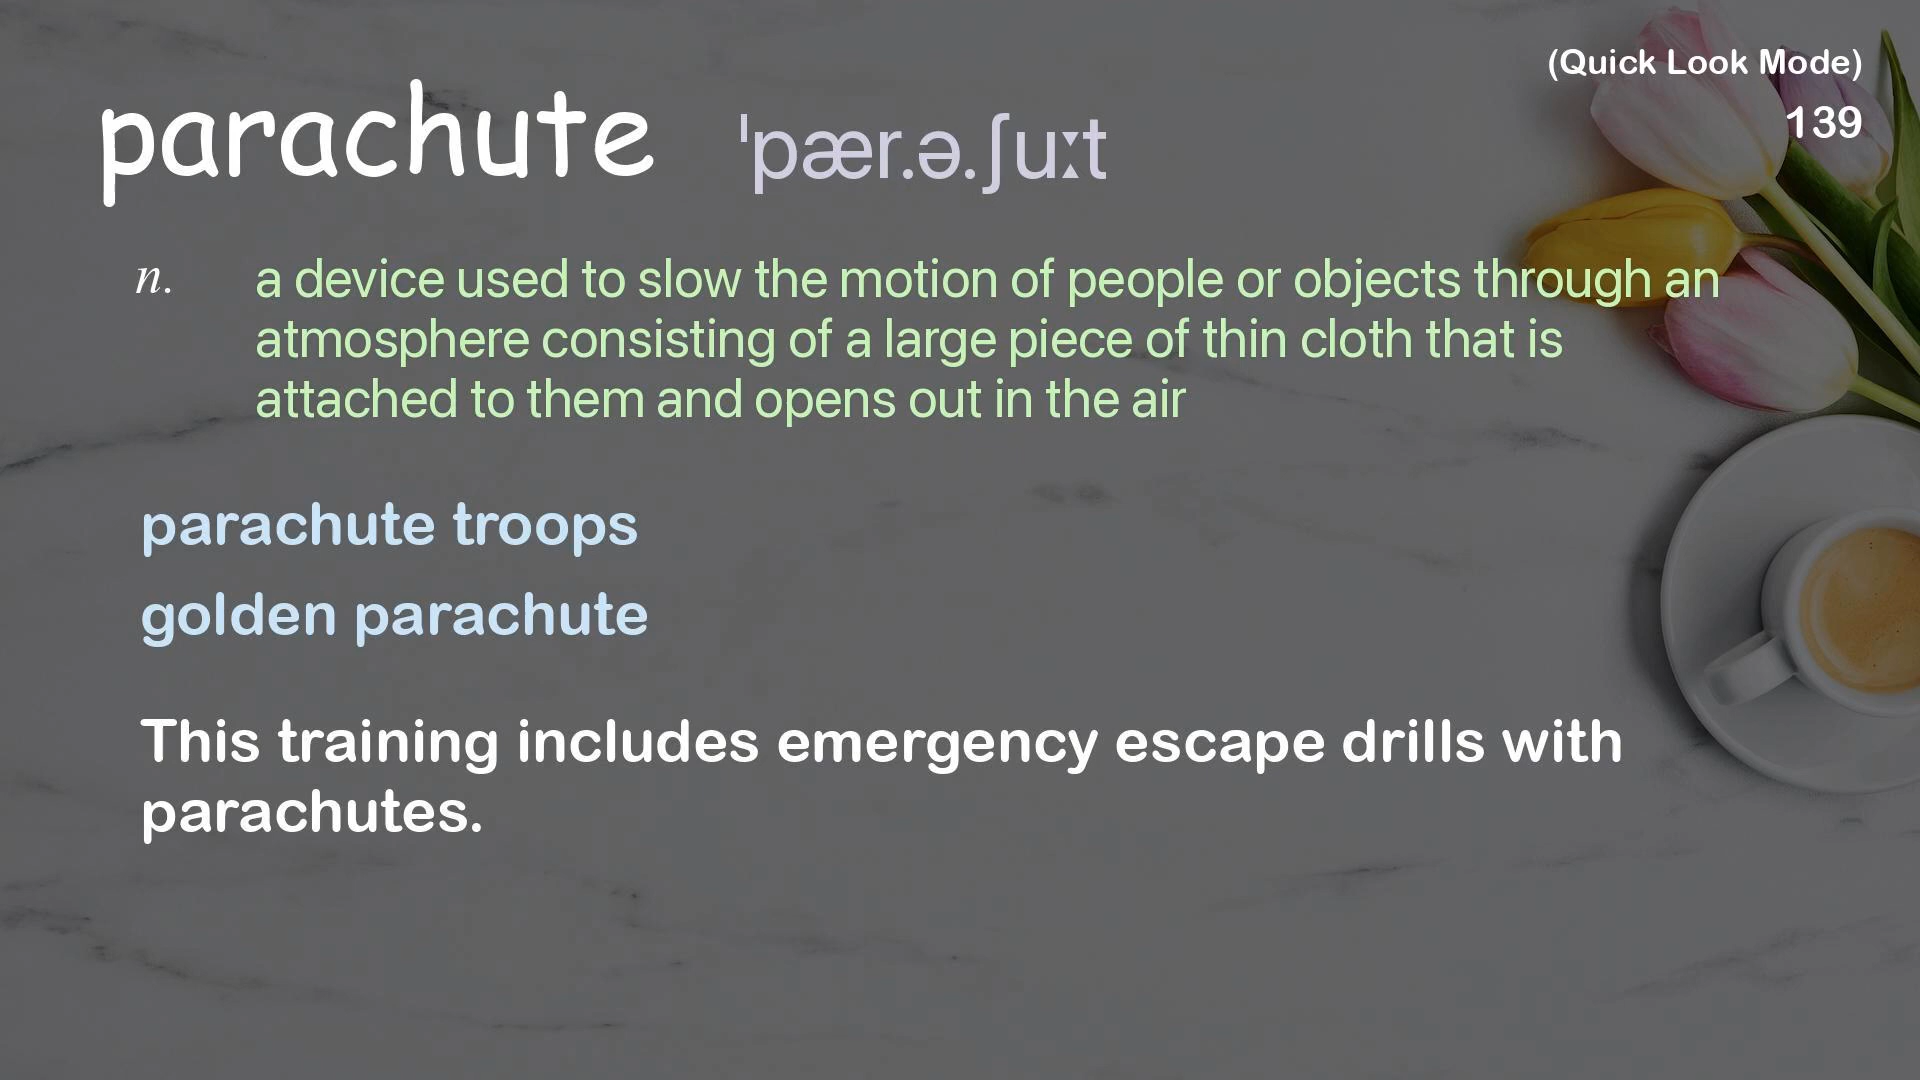 (Quick Look Mode)
139
parachute ˈpær.ə.ʃuːt
n. a device used to slow the motion of people or objects through an
atmosphere consisting of a large piece of thin cloth that is
attached to them and opens out in the air
parachute troops
golden parachute
This training includes emergency escape drills with
parachutes.